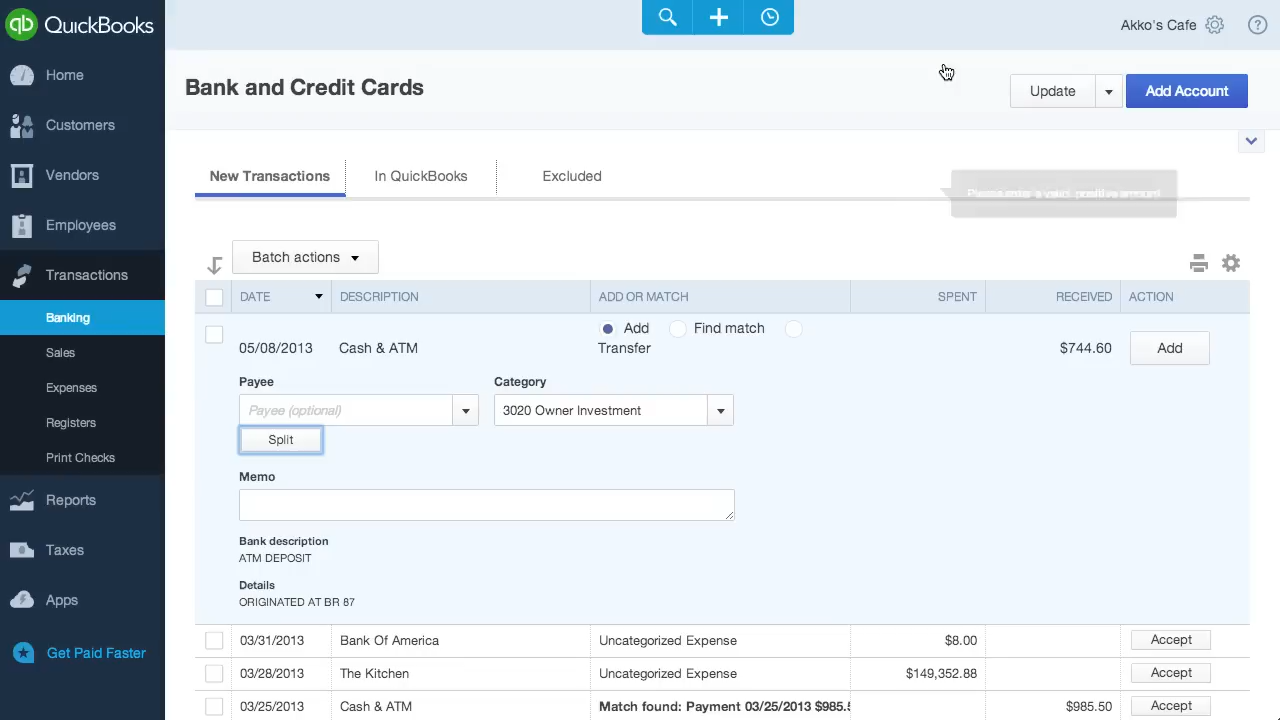 QuickBooks
Akko's Cafe
Home
Customers
Vendors
Employees
Transactions
Banking
Sales
Expenses
Registers
Print Checks
Reports
Taxes
Apps
Get Paid Faster
Bank and Credit Cards
Update
Add Account
New Transactions
In QuickBooks
Excluded
Please enter a valid, positive amount
Batch actions
DATE DESCRIPTION ADD OR MATCH SPENT RECEIVED ACTION
Add Find match
05/08/2013 Cash & ATM Transfer $744.60 Add
Payee Category
Payee (optional) 3020 Owner Investment
Split
Memo
Bank description
ATM DEPOSIT
Details
ORIGINATED AT BR 87
03/31/2013 Bank Of America Uncategorized Expense $8.00 Accept
03/28/2013 The Kitchen Uncategorized Expense $149,352.88 Accept
03/25/2013 Cash & ATM Match found: Payment 03/25/2013 $985.5 $985.50 Accept